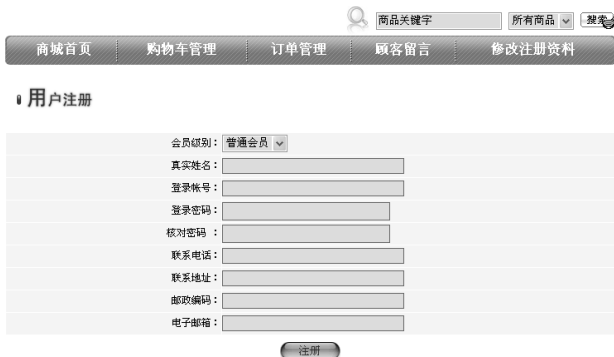 商品关键字 所有商品 搜索
商城首页 购物车管理 订单管理 顾客留言 修改注册资料
用户注册
会员级别: 普通会员
真实姓名:
登录帐号:
登录密码:
核对密码 :
联系电话:
联系地址:
邮政编码:
电子邮箱:
注册